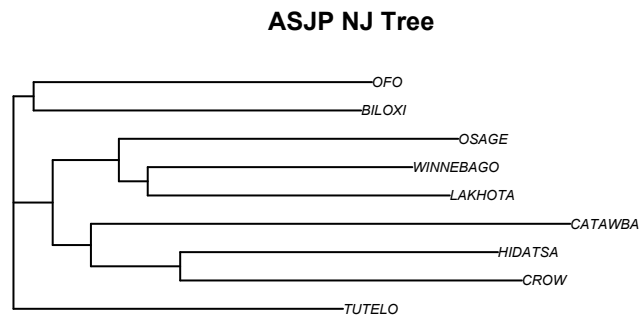 ASJP NJ Tree
OFO
BILOXI
OSAGE
WINNEBAGO
LAKHOTA
CATAWBA
HIDATSA
CROW
TUTELO